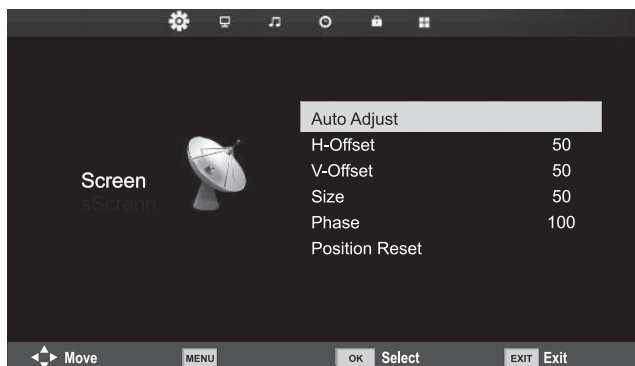 Auto Adjust
H-Offset 50
V-Offset 50
Screen
sScrenn
Size 50
Phase 100
Position Reset
Move MENU OK Select EXIT Exit